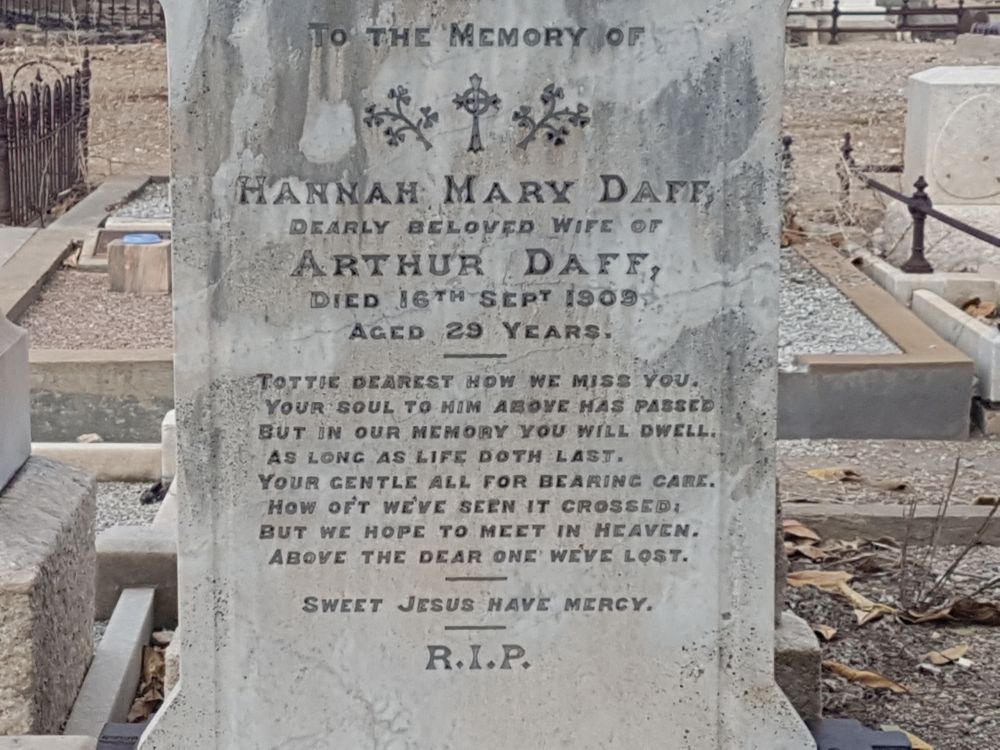 To the Memory of
Hannah Mary Daff,
Dearly beloved Wife of
Arthur Daff,
Died 16th Sept 1909,
Aged 29 Years.
Tottie dearest how we miss you.
Your soul to Him above has passed
But in our memory you will dwell.
As long as life doth last.
Your gentle all for bearing care.
How of't we've seen it crossed;
But we hope to meet in Heaven.
Above the dear one we've lost.
Sweet Jesus have mercy.
R.I.P.